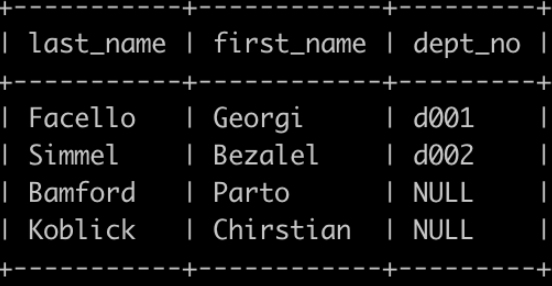 +-----------+------------+---------+
| last_name | first_name | dept_no |
+-----------+------------+---------+
| Facello | Georgi | d001 |
| Simmel | Bezalel | d002 |
| Bamford | Parto | NULL |
| Koblick | Chirstian | NULL |
+-----------+------------+---------+